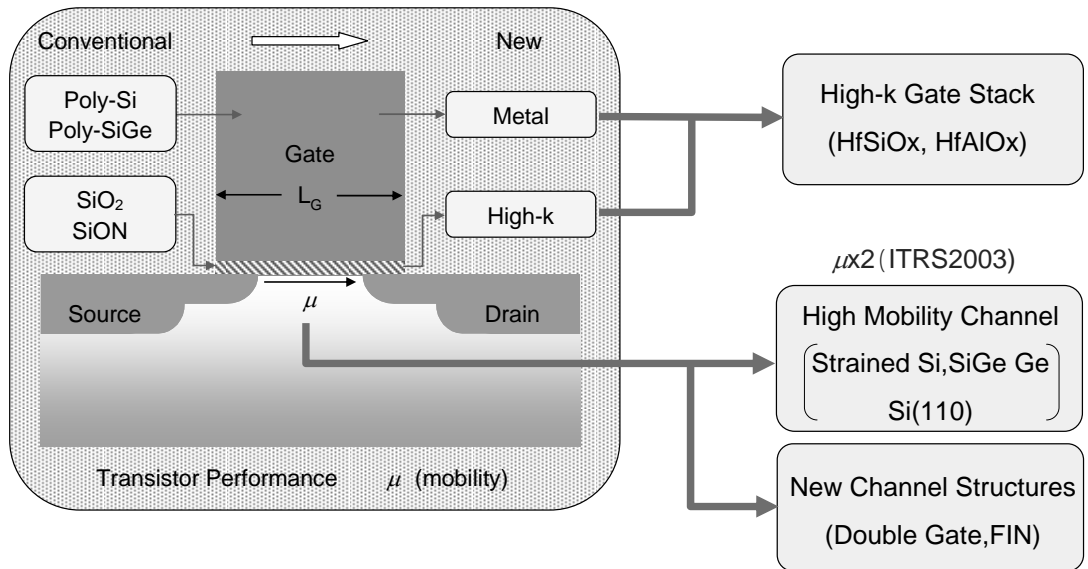 Conventional
New
Poly-Si
Poly-SiGe
Metal
Gate
L_G
SiO₂
SiON
High-k
μ
Source
Drain
Transistor Performance μ (mobility)
High-k Gate Stack
(HfSiOx, HfAlOx)
μx2(ITRS2003)
High Mobility Channel
(Strained Si,SiGe Ge
Si(110))
New Channel Structures
(Double Gate,FIN)